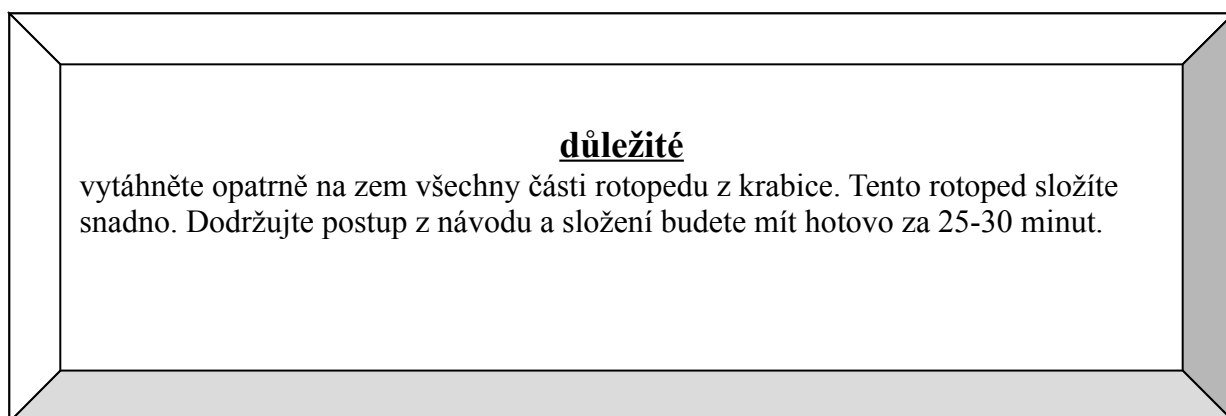 důležité
vytáhněte opatrně na zem všechny části rotopedu z krabice. Tento rotoped složíte
snadno. Dodržujte postup z návodu a složení budete mít hotovo za 25-30 minut.